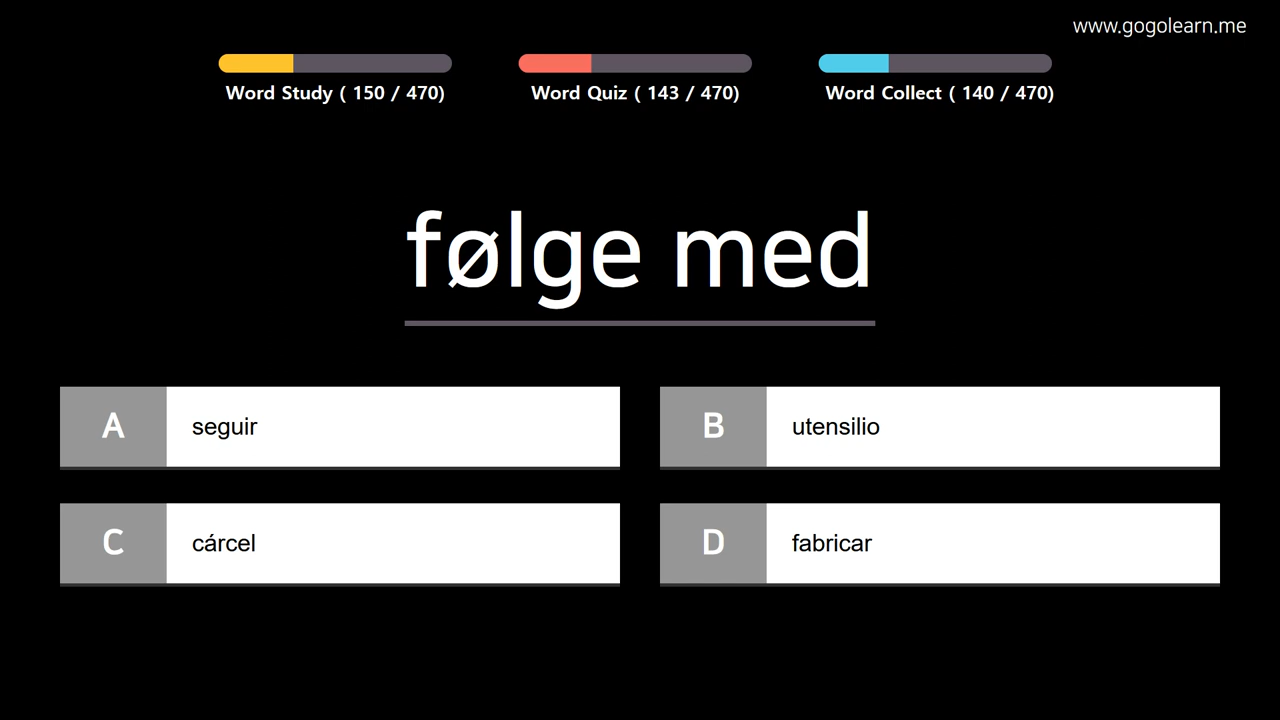 www.gogolearn.me
Word Study ( 150 / 470)
Word Quiz ( 143 / 470)
Word Collect ( 140 / 470)
følge med
A seguir
B utensilio
C cárcel
D fabricar